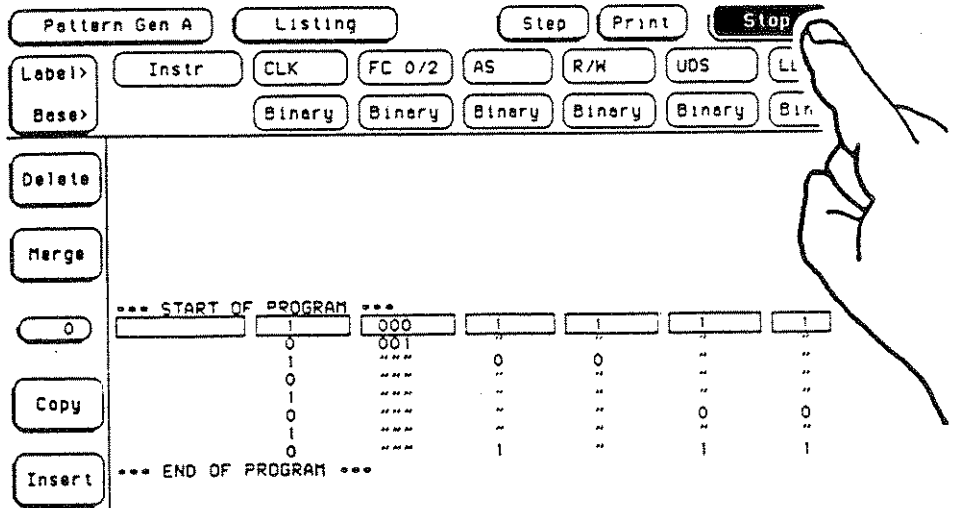 Pattern Gen A Listing Step Print Stop
Label> Instr CLK FC 0/2 AS R/W UDS
Base> Binary Binary Binary Binary Binary Bin
Delete
Merge
*** START OF PROGRAM ***
0 1 000 1 1 1 1
0 001 " " " "
1 """ 0 0 " "
0 """ " " " "
1 """ " " " "
Copy 0 """ " " 0 0
1 """ " " " "
0 """ 1 " 1 1
*** END OF PROGRAM ***
Insert